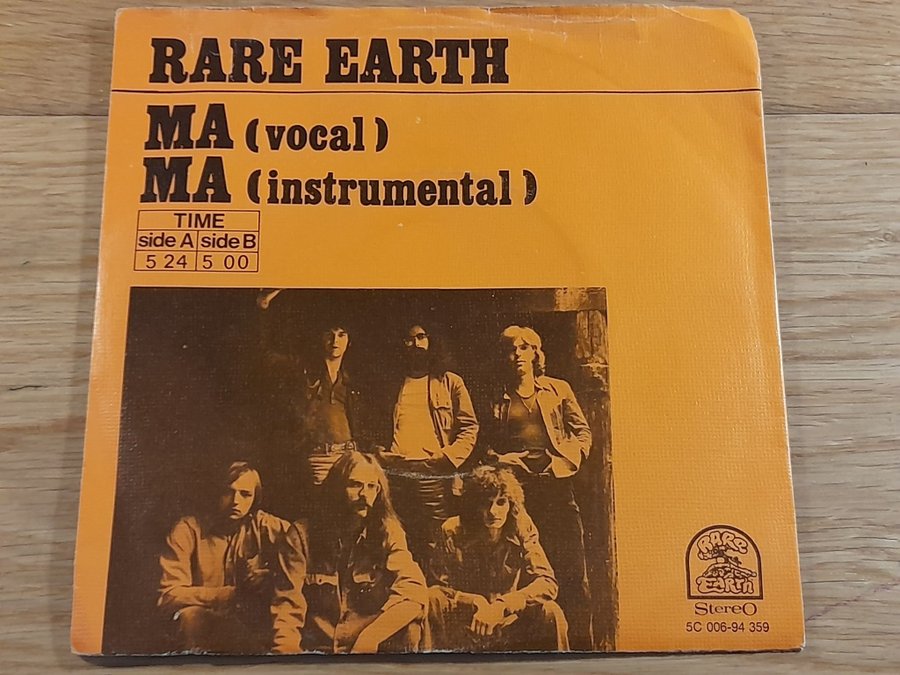 RARE EARTH
MA (vocal)
MA (instrumental)
TIME
side A side B
5 24 5 00
RARE
EARTH
StereO
5C 006-94 359